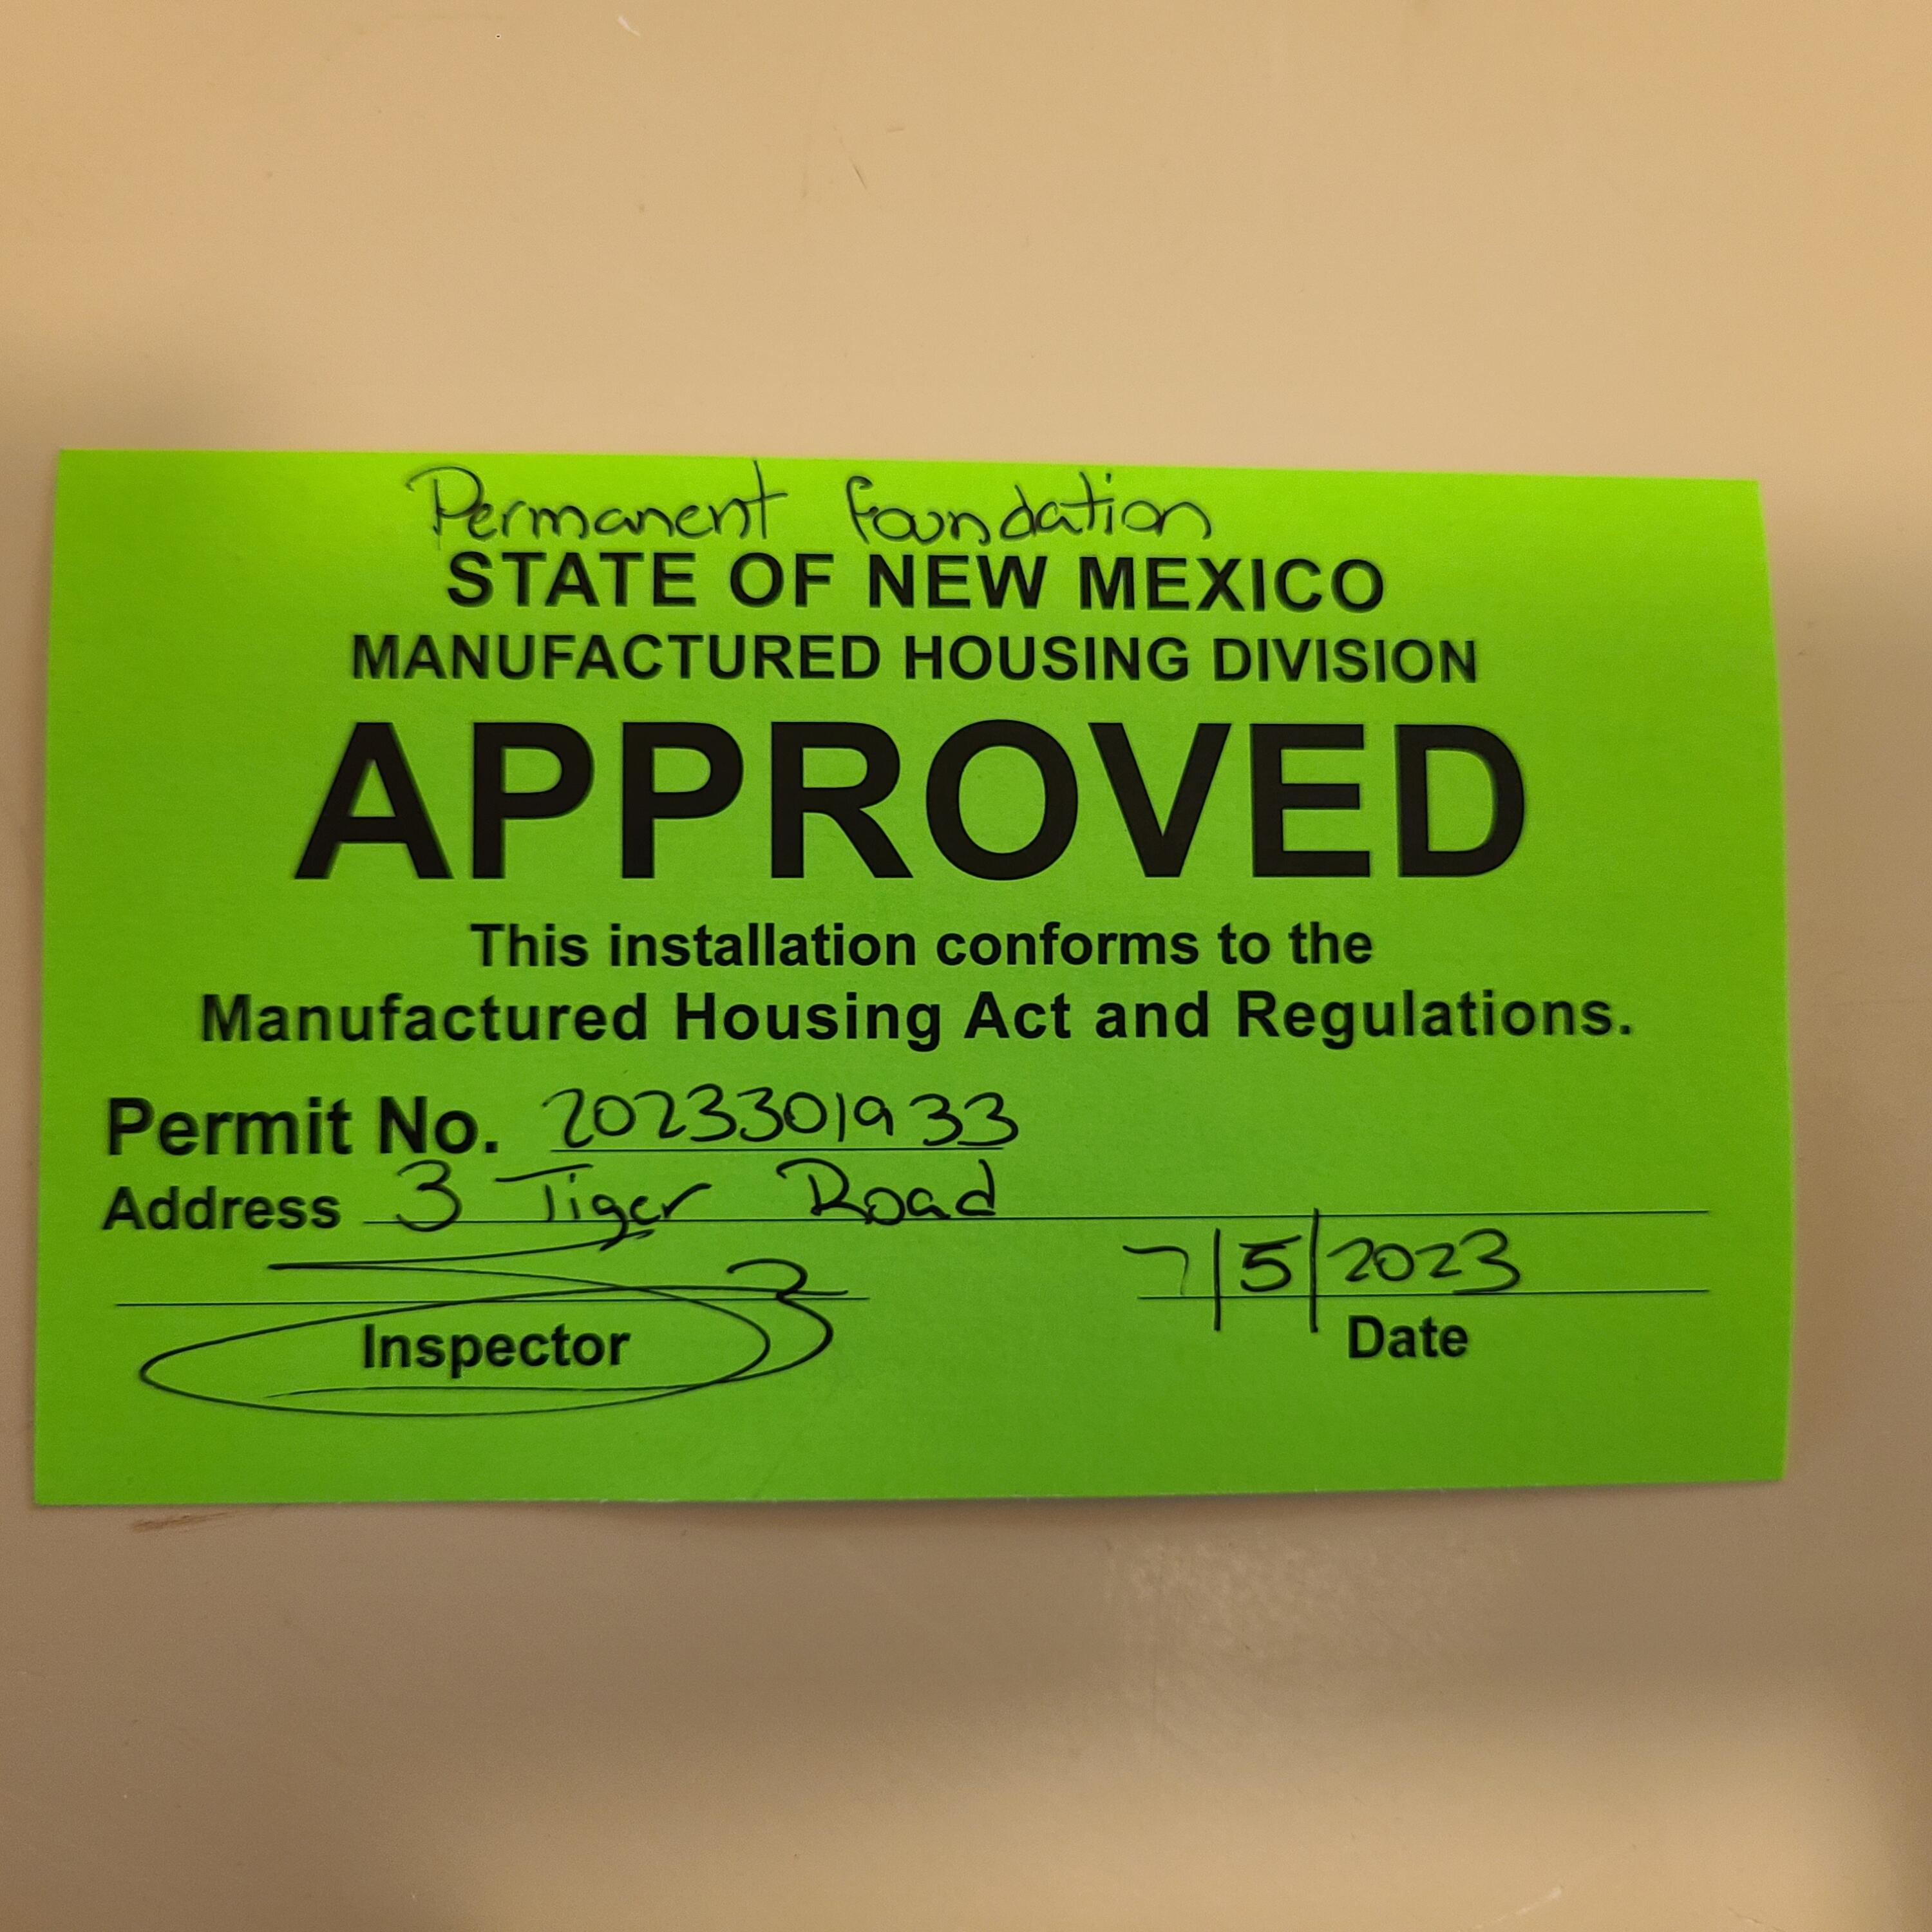 Permanent foundation
STATE OF NEW MEXICO
MANUFACTURED HOUSING DIVISION
APPROVED
This installation conforms to the
Manufactured Housing Act and Regulations.
Permit No. 2023301933
Address 3 Tiger Road
7/5/2023
Inspector Date